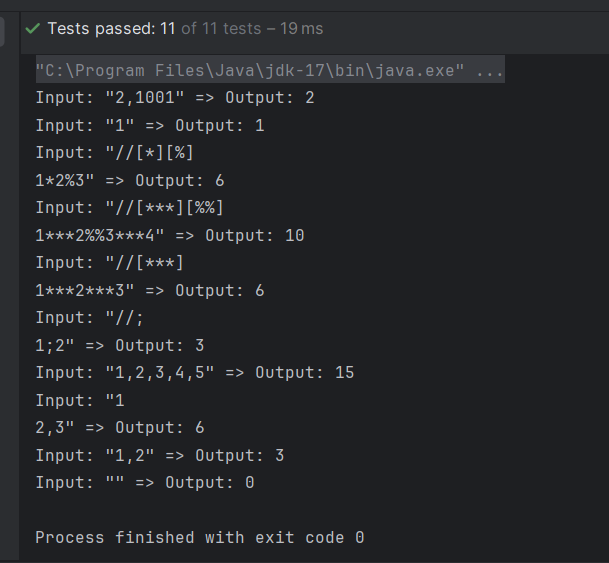 Tests passed: 11 of 11 tests – 19 ms
"C:\Program Files\Java\jdk-17\bin\java.exe" ...
Input: "2,1001" => Output: 2
Input: "1" => Output: 1
Input: "//[*][%]
1*2%3" => Output: 6
Input: "//[***][%%]
1***2%%3***4" => Output: 10
Input: "//[***]
1***2***3" => Output: 6
Input: "//;
1;2" => Output: 3
Input: "1,2,3,4,5" => Output: 15
Input: "1
2,3" => Output: 6
Input: "1,2" => Output: 3
Input: "" => Output: 0
Process finished with exit code 0